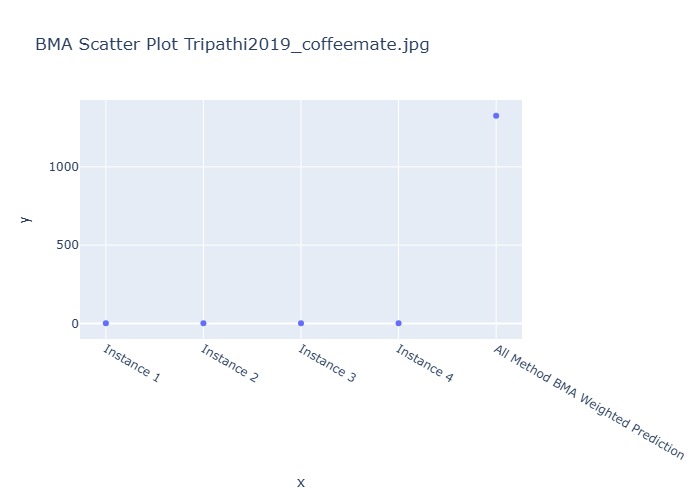 BMA Scatter Plot Tripathi2019_coffeemate.jpg
1000
500
0
y
Instance 1
Instance 2
Instance 3
Instance 4
All Method BMA Weighted Prediction
x